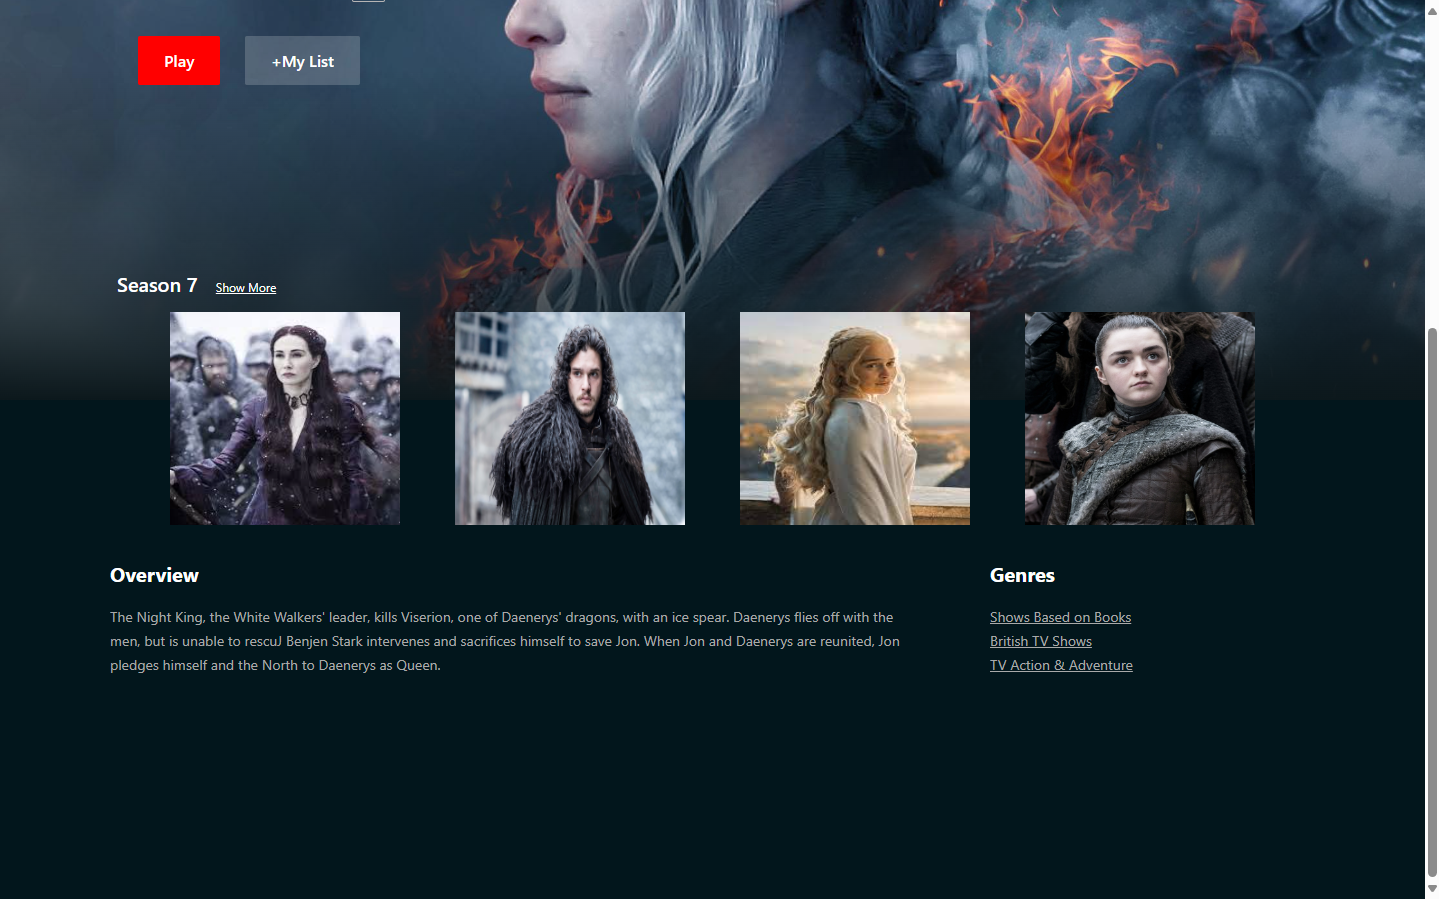 Play
+My List
Season 7 Show More
Overview
The Night King, the White Walkers' leader, kills Viserion, one of Daenerys' dragons, with an ice spear. Daenerys flies off with the
men, but is unable to rescuJ Benjen Stark intervenes and sacrifices himself to save Jon. When Jon and Daenerys are reunited, Jon
pledges himself and the North to Daenerys as Queen.
Genres
Shows Based on Books
British TV Shows
TV Action & Adventure